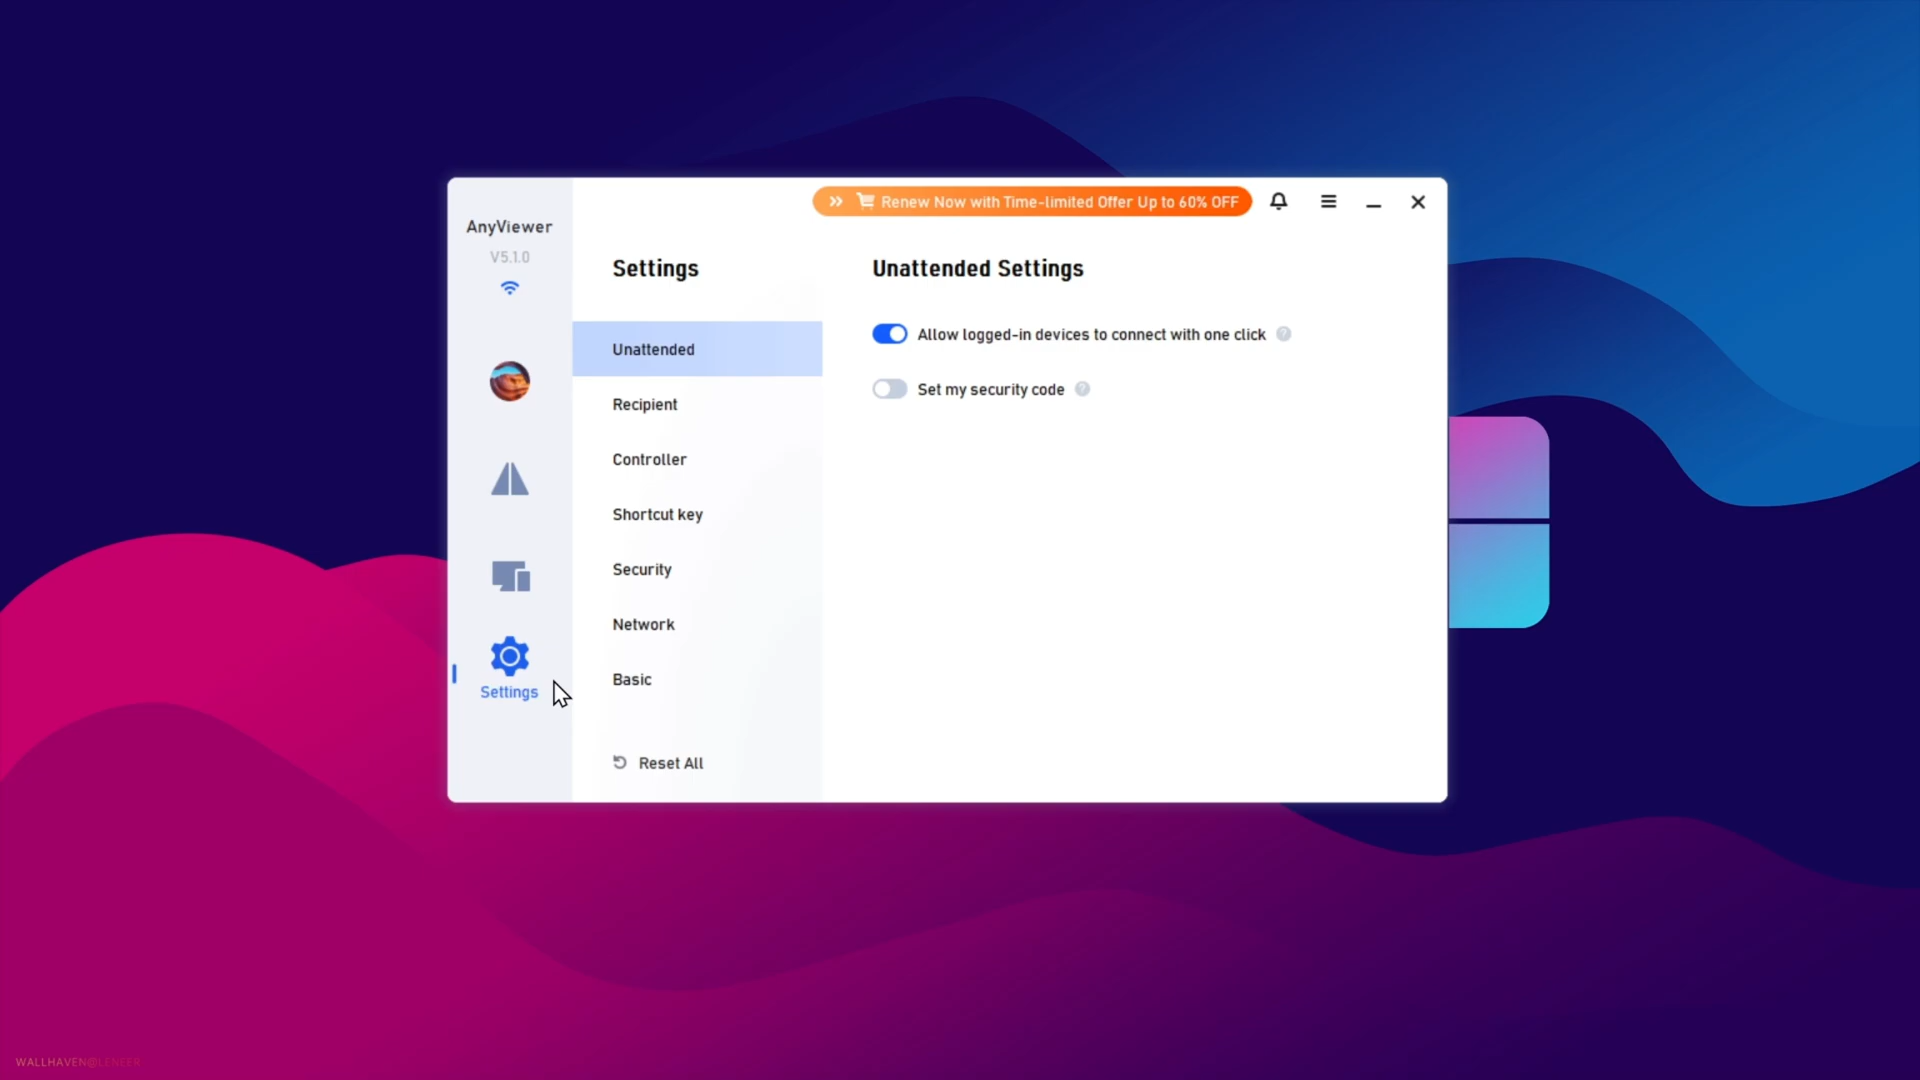 Renew Now with Time-limited Offer Up to 60% OFF
AnyViewer
V5.1.0
Settings
Settings
Unattended
Recipient
Controller
Shortcut key
Security
Network
Basic
Reset All
Unattended Settings
Allow logged-in devices to connect with one click
Set my security code
WALLHAVEN@LENEER